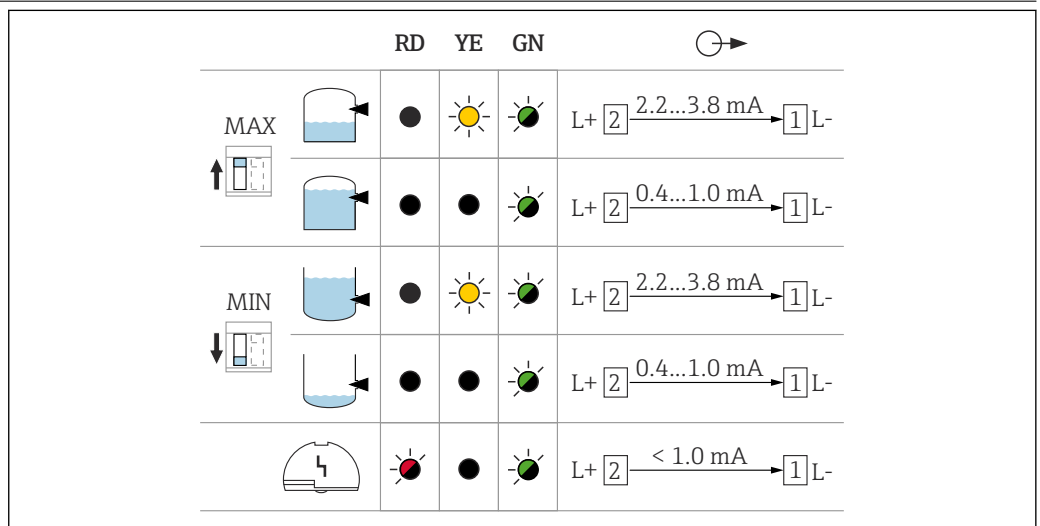 RD YE GN
MAX
L+ 2 2.2...3.8 mA 1 L-
L+ 2 0.4...1.0 mA 1 L-
MIN
L+ 2 2.2...3.8 mA 1 L-
L+ 2 0.4...1.0 mA 1 L-
L+ 2 < 1.0 mA 1 L-